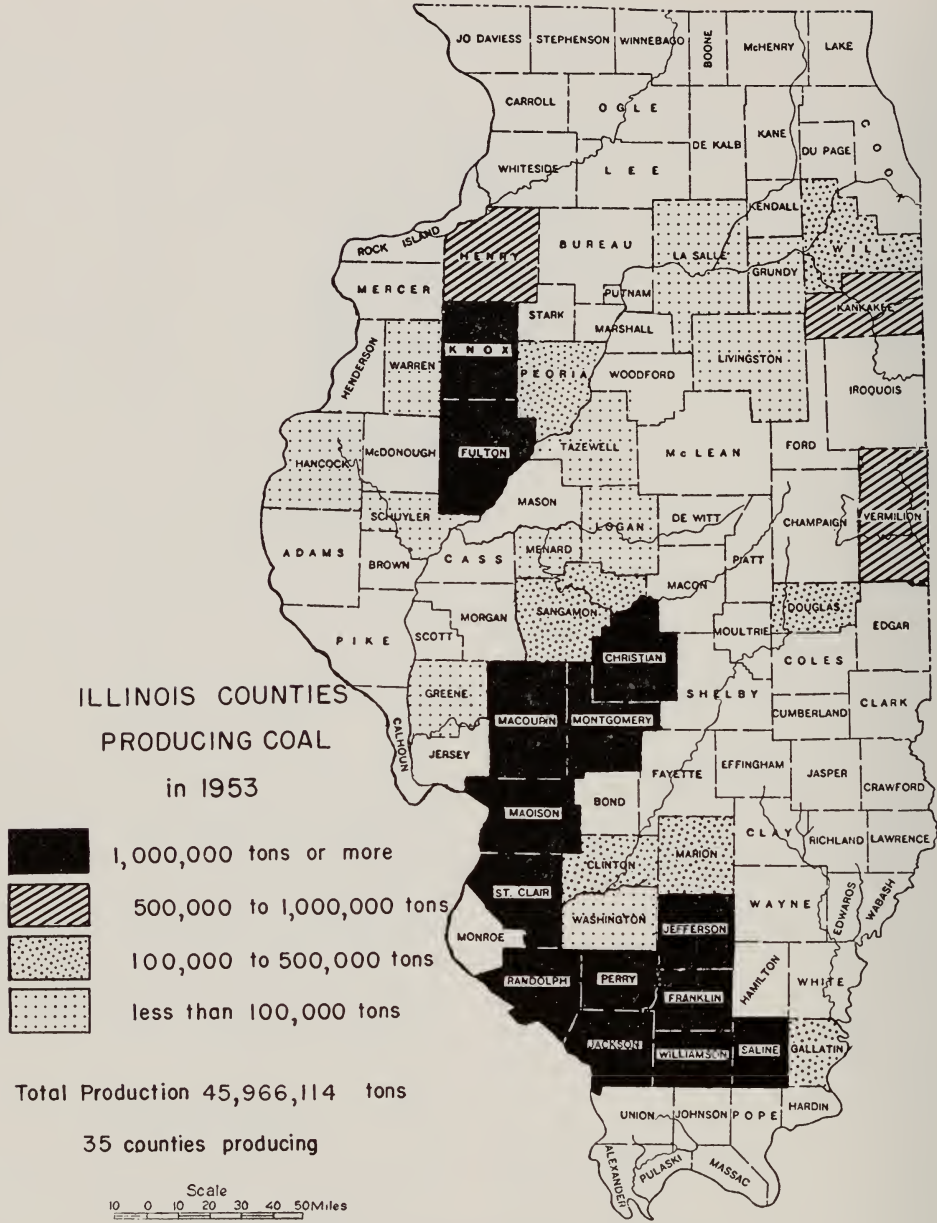 JO DAVIESS STEPHENSON WINNEBAGO BOONE McHENRY LAKE
CARROLL OGLE DE KALB KANE DU PAGE COOK
WHITESIDE LEE
KENDALL
ROCK ISLAND HENRY BUREAU LA SALLE WILL
MERCER PUTNAM GRUNDY KANKAKEE
STARK MARSHALL
HENDERSON WARREN KNOX PEORIA WOODFORD LIVINGSTON IROQUOIS
HANCOCK McDONOUGH FULTON TAZEWELL McLEAN FORD
SCHUYLER MASON LOGAN DE WITT CHAMPAIGN VERMILION
ADAMS BROWN CASS MENARD PIATT
MACON
PIKE SCOTT MORGAN SANGAMON MOULTRIE DOUGLAS EDGAR
CHRISTIAN COLES
GREENE SHELBY
MACOUPIN MONTGOMERY CUMBERLAND CLARK
CALHOUN JERSEY
FAYETTE EFFINGHAM JASPER CRAWFORD
MADISON BOND
CLAY RICHLAND LAWRENCE
CLINTON MARION
ST. CLAIR WAYNE EDWARDS WABASH
WASHINGTON JEFFERSON
MONROE
RANDOLPH PERRY FRANKLIN HAMILTON WHITE
JACKSON WILLIAMSON SALINE GALLATIN
UNION JOHNSON POPE HARDIN
ALEXANDER PULASKI MASSAC
ILLINOIS COUNTIES
PRODUCING COAL
in 1953
1,000,000 tons or more
500,000 to 1,000,000 tons
100,000 to 500,000 tons
less than 100,000 tons
Total Production 45,966,114 tons
35 counties producing
Scale
10 0 10 20 30 40 50 Miles